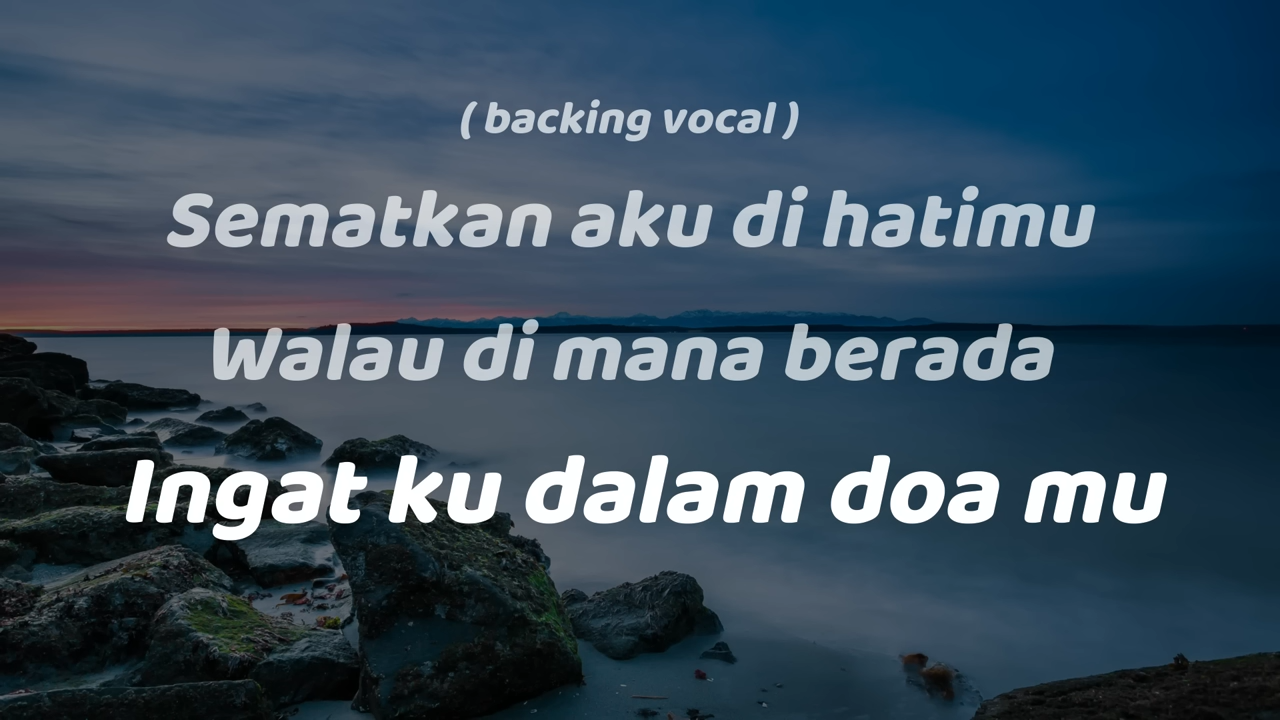 ( backing vocal )
Sematkan aku di hatimu
Walau di mana berada
Ingat ku dalam doa mu